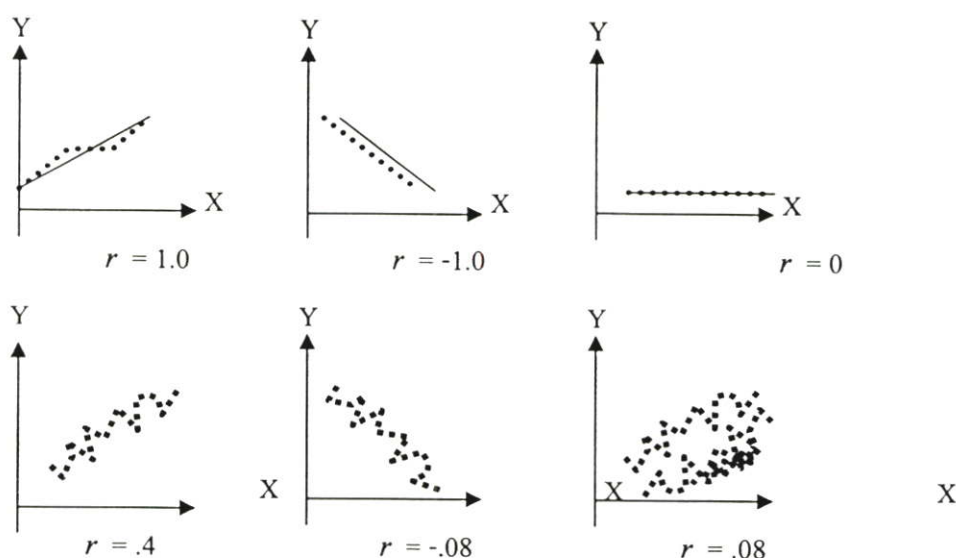 Y Y Y
X X X
r = 1.0 r = -1.0 r = 0
Y Y Y
X X X
r = .4 r = -.08 r = .08